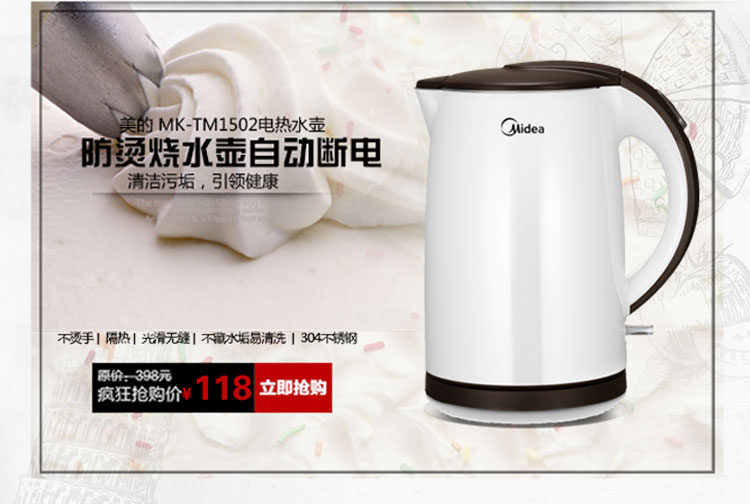 美的 MK-TM1502电热水壶
防烫烧水壶自动断电
清洁污垢，引领健康
Midea
不烫手 | 隔热 | 光滑无缝 | 不藏水垢易清洗 | 304不锈钢
原价：398元
疯狂抢购价¥118 立即抢购